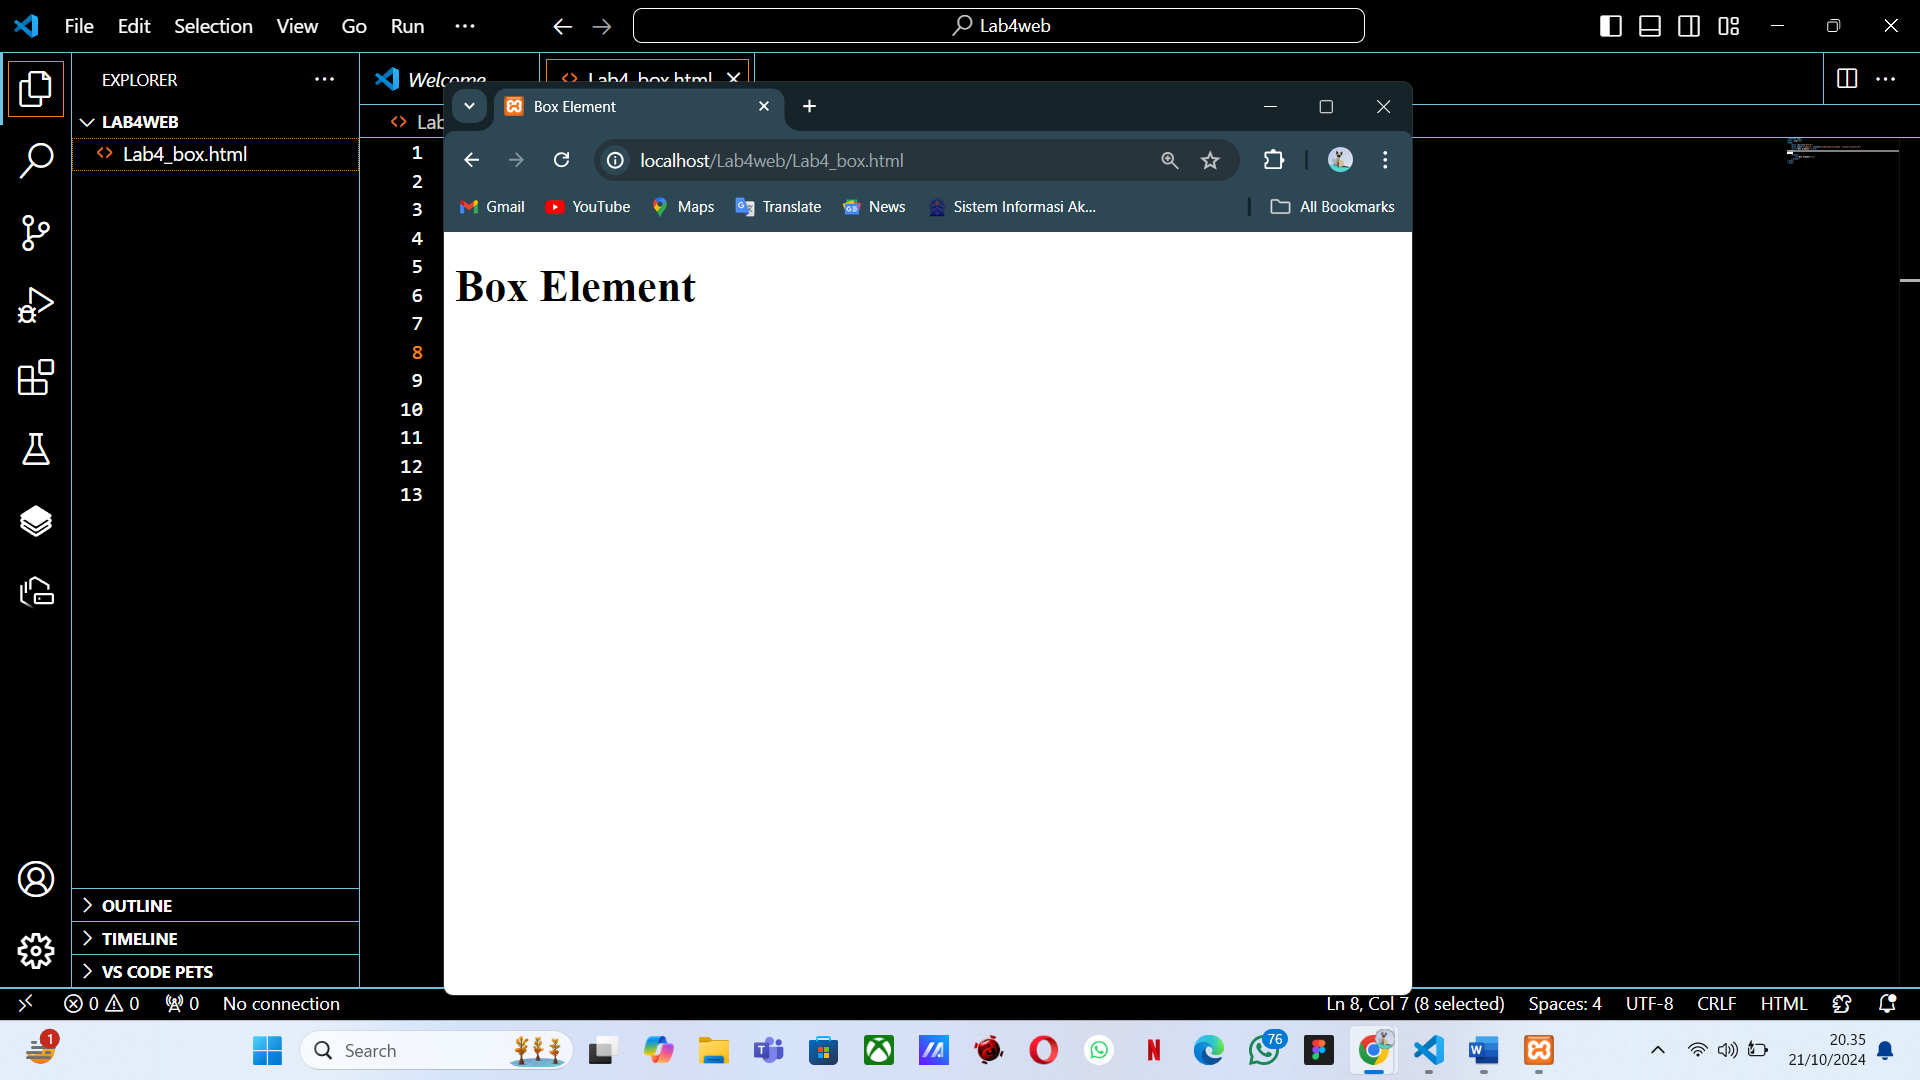 File Edit Selection View Go Run
Lab4web
EXPLORER
Welcome
Lab4_box.html
LAB4WEB
Lab4_box.html
Lab
1
2
3
4
5
6
7
8
9
10
11
12
13
Box Element
localhost/Lab4web/Lab4_box.html
Gmail YouTube Maps Translate News Sistem Informasi Ak... All Bookmarks
Box Element
OUTLINE
TIMELINE
VS CODE PETS
0 0 0 No connection
Ln 8, Col 7 (8 selected) Spaces: 4 UTF-8 CRLF HTML
1
Search
76
20.35
21/10/2024